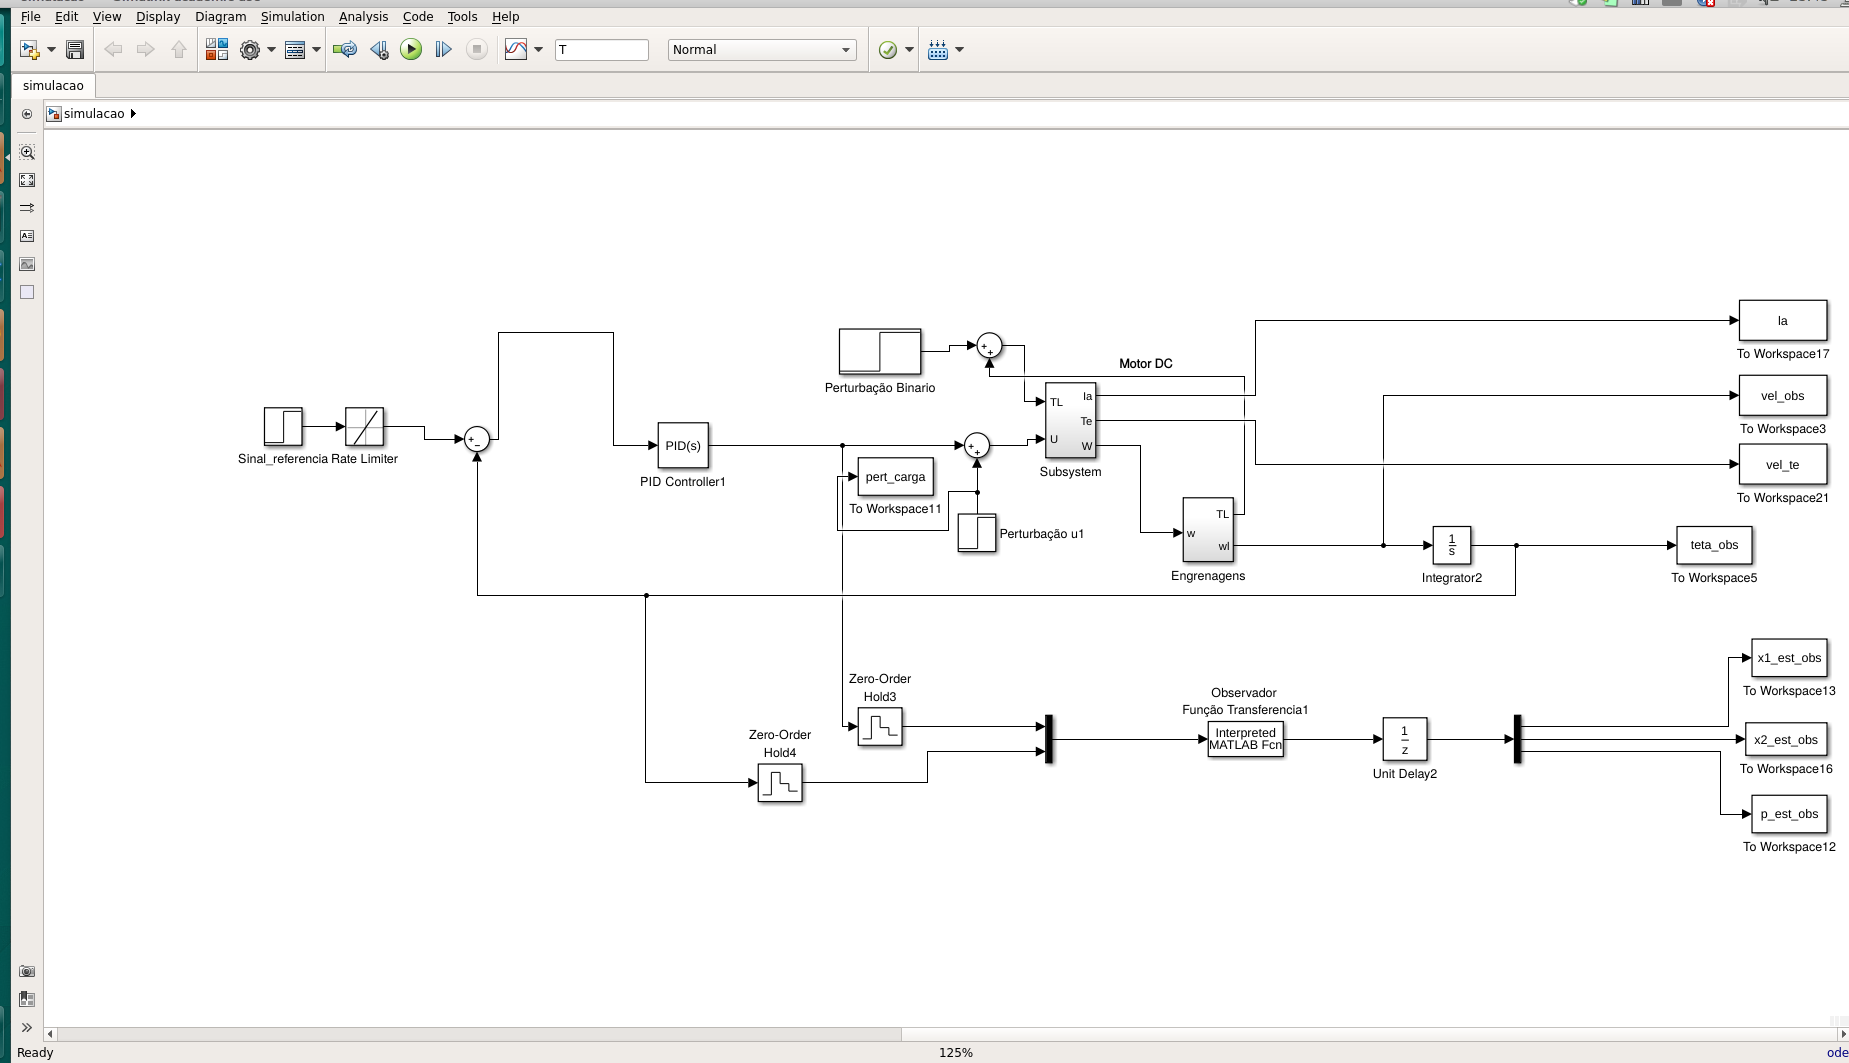 File Edit View Display Diagram Simulation Analysis Code Tools Help
T
Normal
simulacao
simulacao
Ia
To Workspace17
Motor DC
Perturbação Binario
vel_obs
To Workspace3
TL
Ia
Te
U
W
Subsystem
Sinal_referencia
Rate Limiter
PID(s)
PID Controller1
pert_carga
To Workspace11
vel_te
To Workspace21
Perturbação u1
TL
w
wl
Engrenagens
1
s
Integrator2
teta_obs
To Workspace5
Zero-Order
Hold3
Zero-Order
Hold4
Observador
Função Transferencia1
Interpreted
MATLAB Fcn
1
z
Unit Delay2
x1_est_obs
To Workspace13
x2_est_obs
To Workspace16
p_est_obs
To Workspace12
Ready
125%
ode